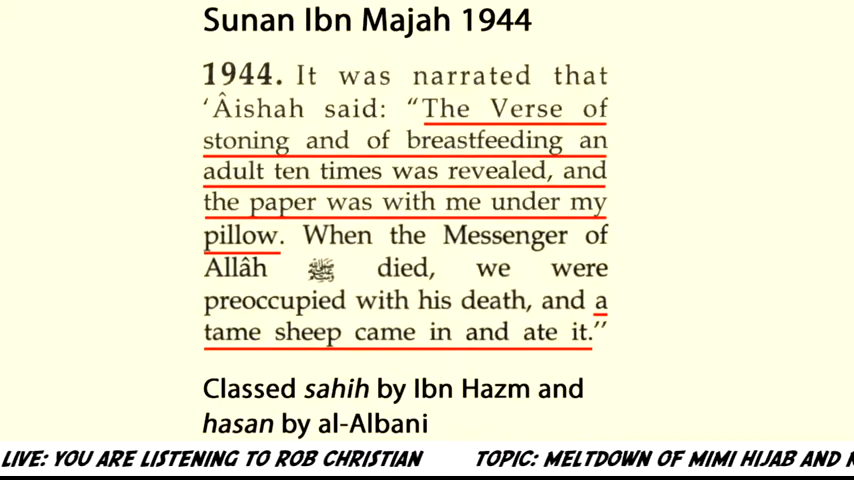 Sunan Ibn Majah 1944
1944. It was narrated that
‘Âishah said: “The Verse of
stoning and of breastfeeding an
adult ten times was revealed, and
the paper was with me under my
pillow. When the Messenger of
Allâh ﷺ died, we were
preoccupied with his death, and a
tame sheep came in and ate it.”
Classed sahih by Ibn Hazm and
hasan by al-Albani
LIVE: YOU ARE LISTENING TO ROB CHRISTIAN TOPIC: MELTDOWN OF MIMI HIJAB AND